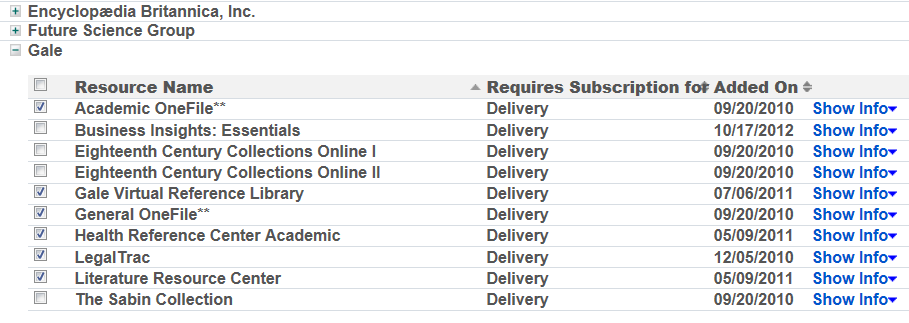 Encyclopædia Britannica, Inc.
Future Science Group
Gale
Resource Name Requires Subscription for Added On
Academic OneFile** Delivery 09/20/2010 Show Info
Business Insights: Essentials Delivery 10/17/2012 Show Info
Eighteenth Century Collections Online I Delivery 09/20/2010 Show Info
Eighteenth Century Collections Online II Delivery 09/20/2010 Show Info
Gale Virtual Reference Library Delivery 07/06/2011 Show Info
General OneFile** Delivery 09/20/2010 Show Info
Health Reference Center Academic Delivery 05/09/2011 Show Info
LegalTrac Delivery 12/05/2010 Show Info
Literature Resource Center Delivery 05/09/2011 Show Info
The Sabin Collection Delivery 09/20/2010 Show Info